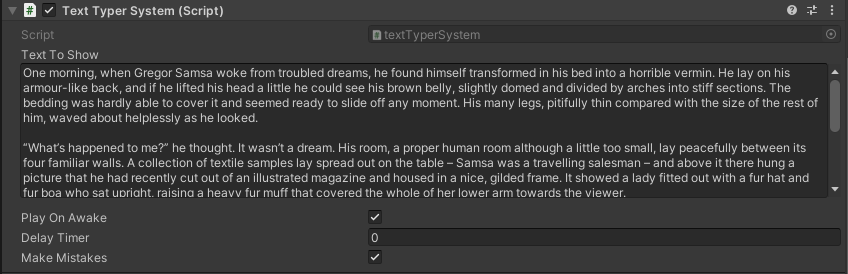 Text Typer System (Script)
Script
textTyperSystem
Text To Show
One morning, when Gregor Samsa woke from troubled dreams, he found himself transformed in his bed into a horrible vermin. He lay on his
armour-like back, and if he lifted his head a little he could see his brown belly, slightly domed and divided by arches into stiff sections. The
bedding was hardly able to cover it and seemed ready to slide off any moment. His many legs, pitifully thin compared with the size of the rest of
him, waved about helplessly as he looked.
“What’s happened to me?” he thought. It wasn’t a dream. His room, a proper human room although a little too small, lay peacefully between its
four familiar walls. A collection of textile samples lay spread out on the table – Samsa was a travelling salesman – and above it there hung a
picture that he had recently cut out of an illustrated magazine and housed in a nice, gilded frame. It showed a lady fitted out with a fur hat and
fur boa who sat upright, raising a heavy fur muff that covered the whole of her lower arm towards the viewer.
Play On Awake
Delay Timer
0
Make Mistakes